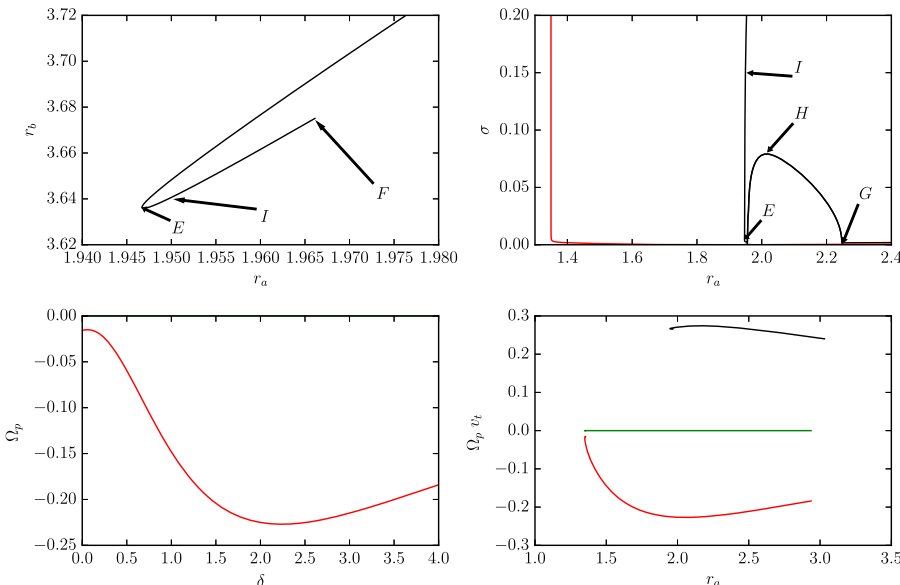 3.72
3.70
3.68
3.66
3.64
3.62
r_b
E
I
F
1.940 1.945 1.950 1.955 1.960 1.965 1.970 1.975 1.980
r_a
0.20
0.15
0.10
0.05
0.00
σ
I
H
G
E
1.4 1.6 1.8 2.0 2.2 2.4
r_a
0.00
−0.05
−0.10
−0.15
−0.20
−0.25
Ω_p
0.0 0.5 1.0 1.5 2.0 2.5 3.0 3.5 4.0
δ
0.3
0.2
0.1
0.0
−0.1
−0.2
−0.3
Ω_p v_t
1.0 1.5 2.0 2.5 3.0 3.5
r_a